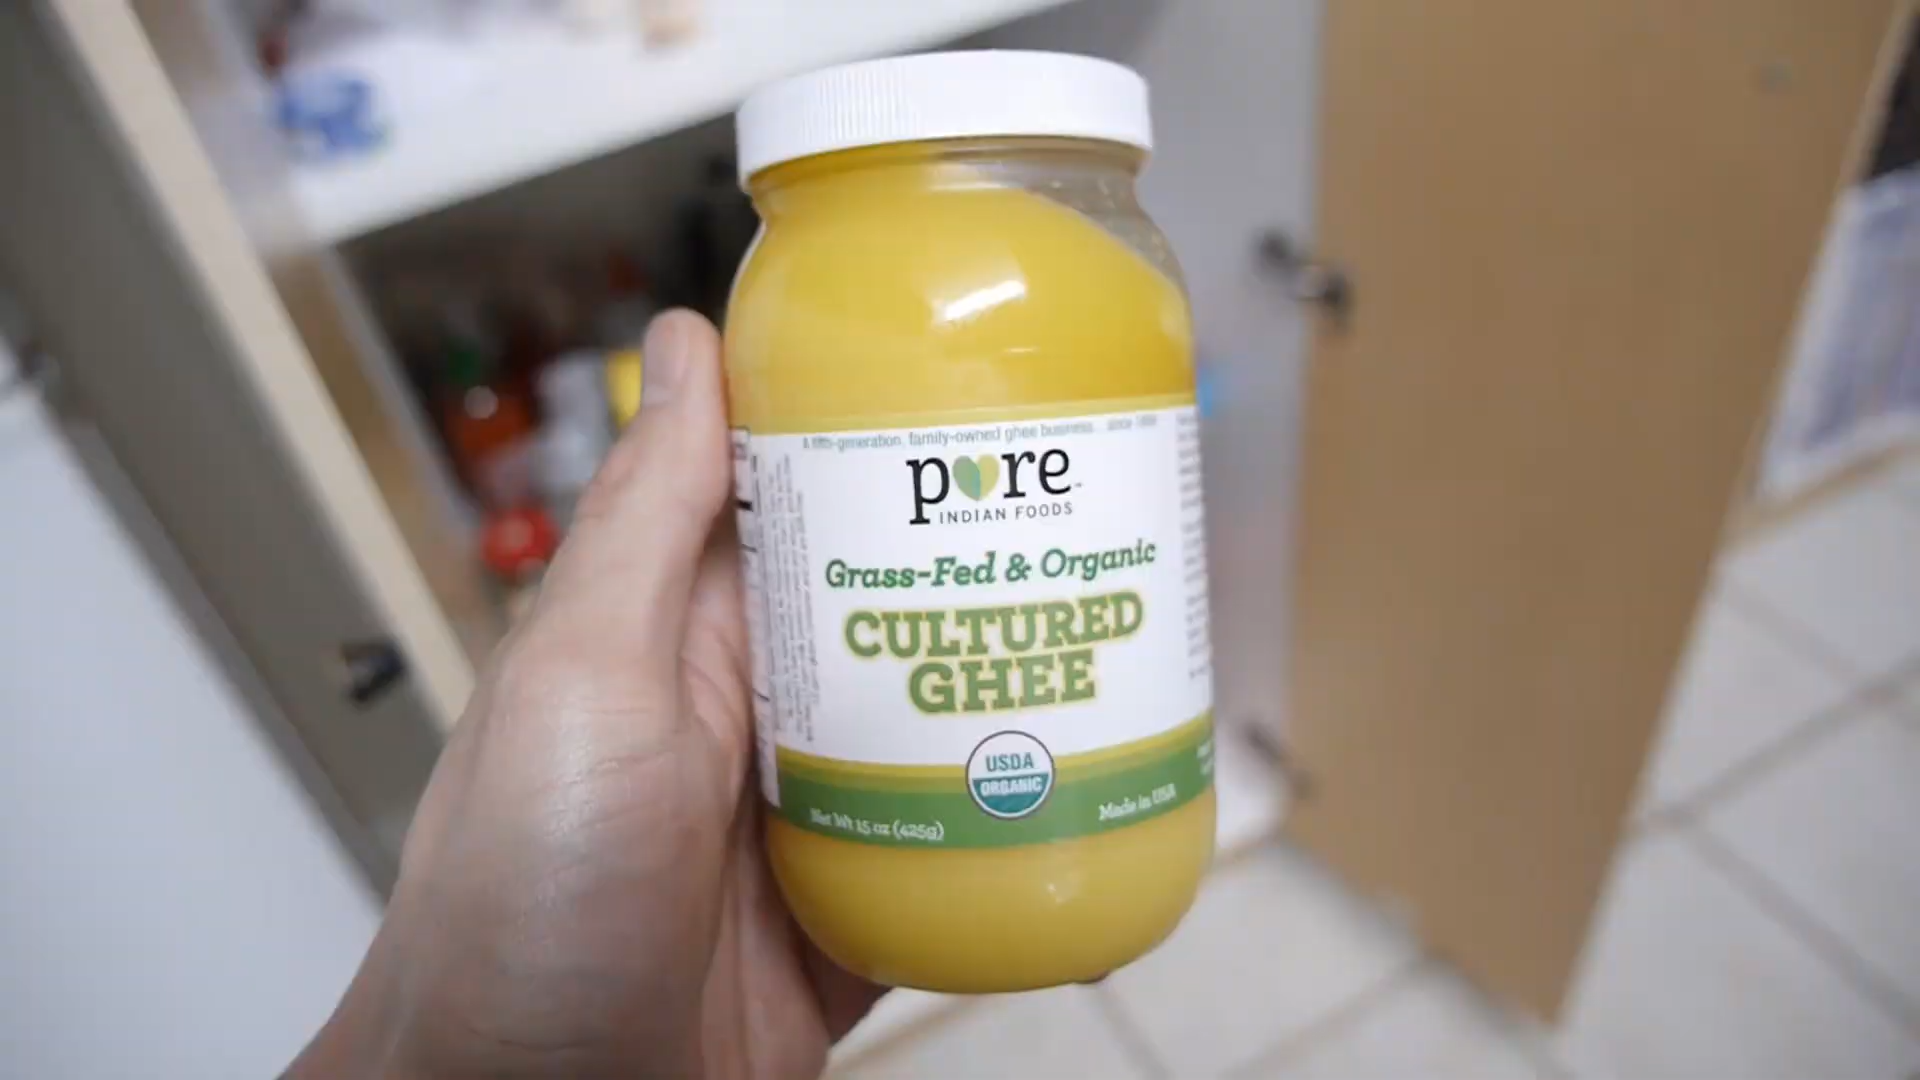 A fifth-generation, family-owned ghee business... since
pure
INDIAN FOODS
Grass-Fed & Organic
CULTURED
GHEE
USDA
ORGANIC
Net Wt 15 oz (425g)
Made in USA